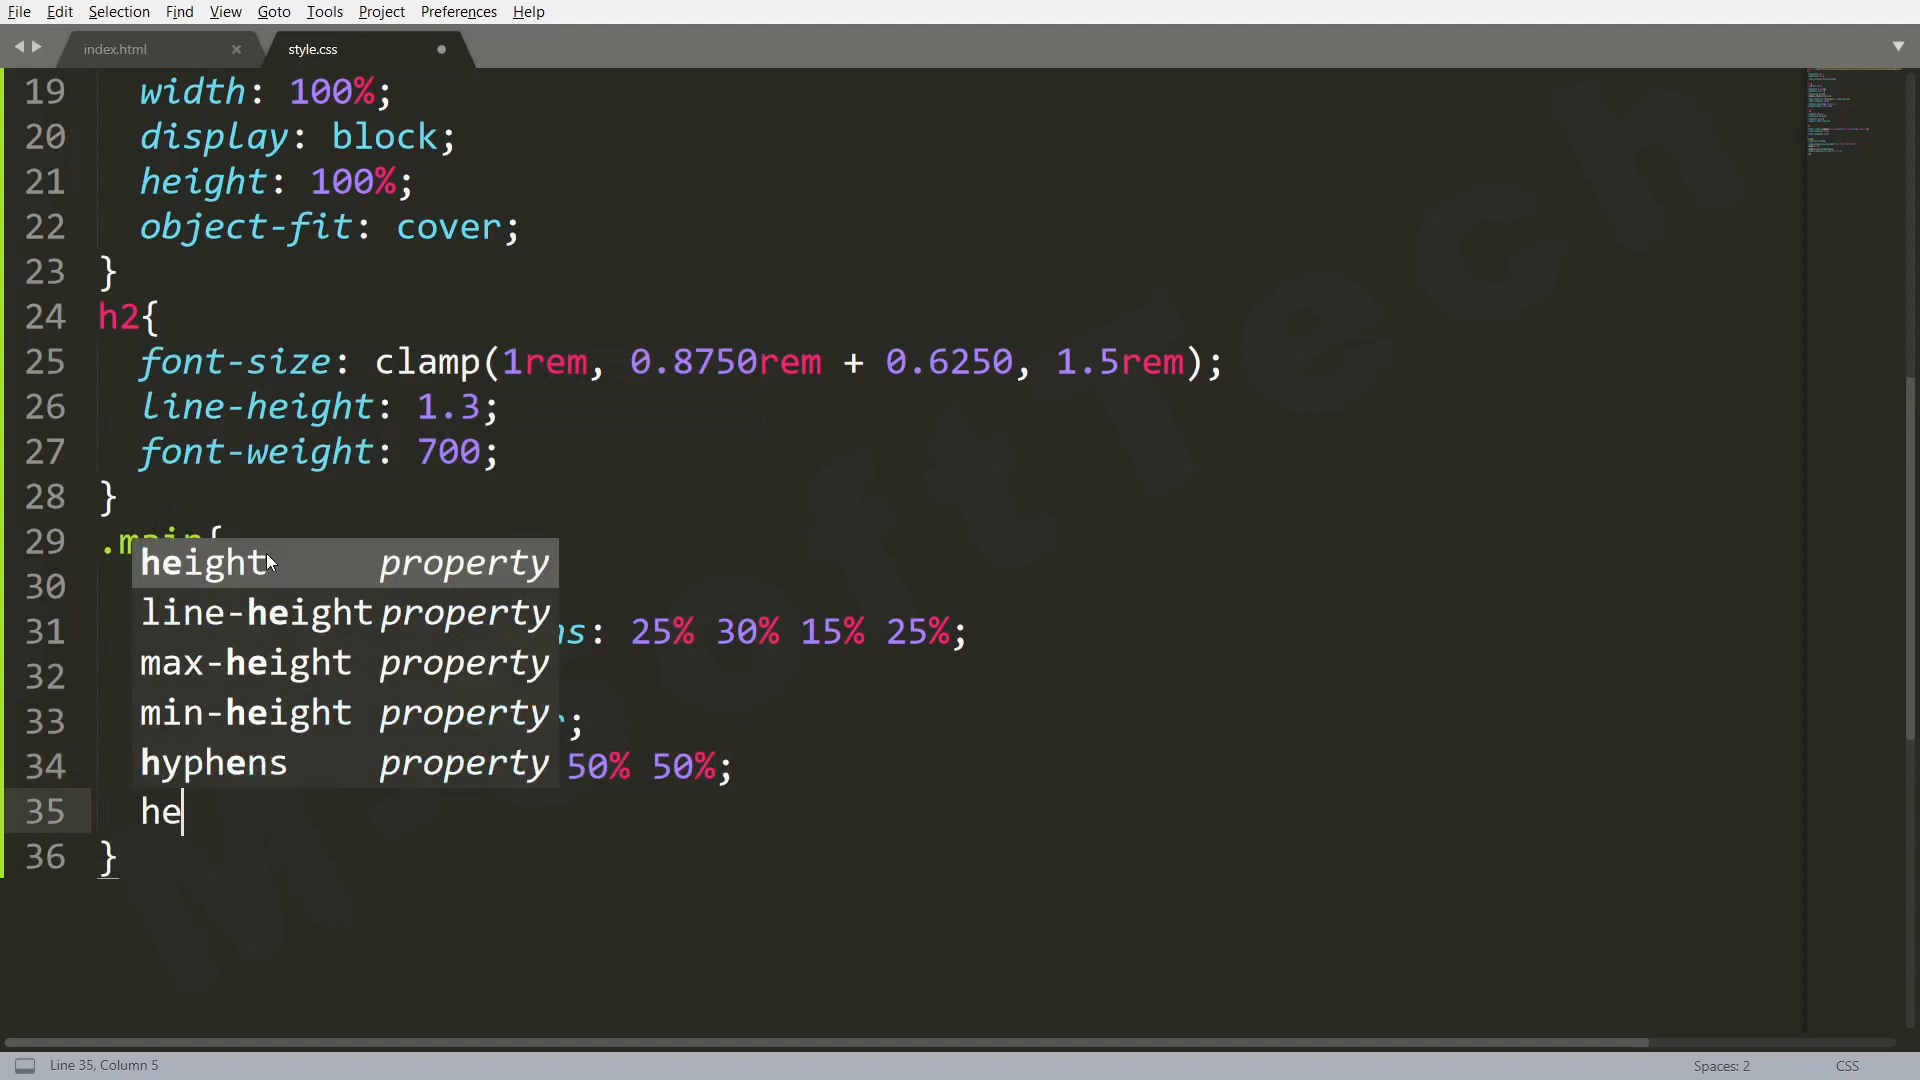 File Edit Selection Find View Goto Tools Project Preferences Help
index.html × style.css
19 width: 100%;
20 display: block;
21 height: 100%;
22 object-fit: cover;
23 }
24 h2{
25 font-size: clamp(1rem, 0.8750rem + 0.6250, 1.5rem);
26 line-height: 1.3;
27 font-weight: 700;
28 }
29 .main{
height property
30
line-height property
31 ns: 25% 30% 15% 25%;
max-height property
32
min-height property
33 r;
hyphens property
34 50% 50%;
35 he
36 }
Line 35, Column 5 Spaces: 2 CSS